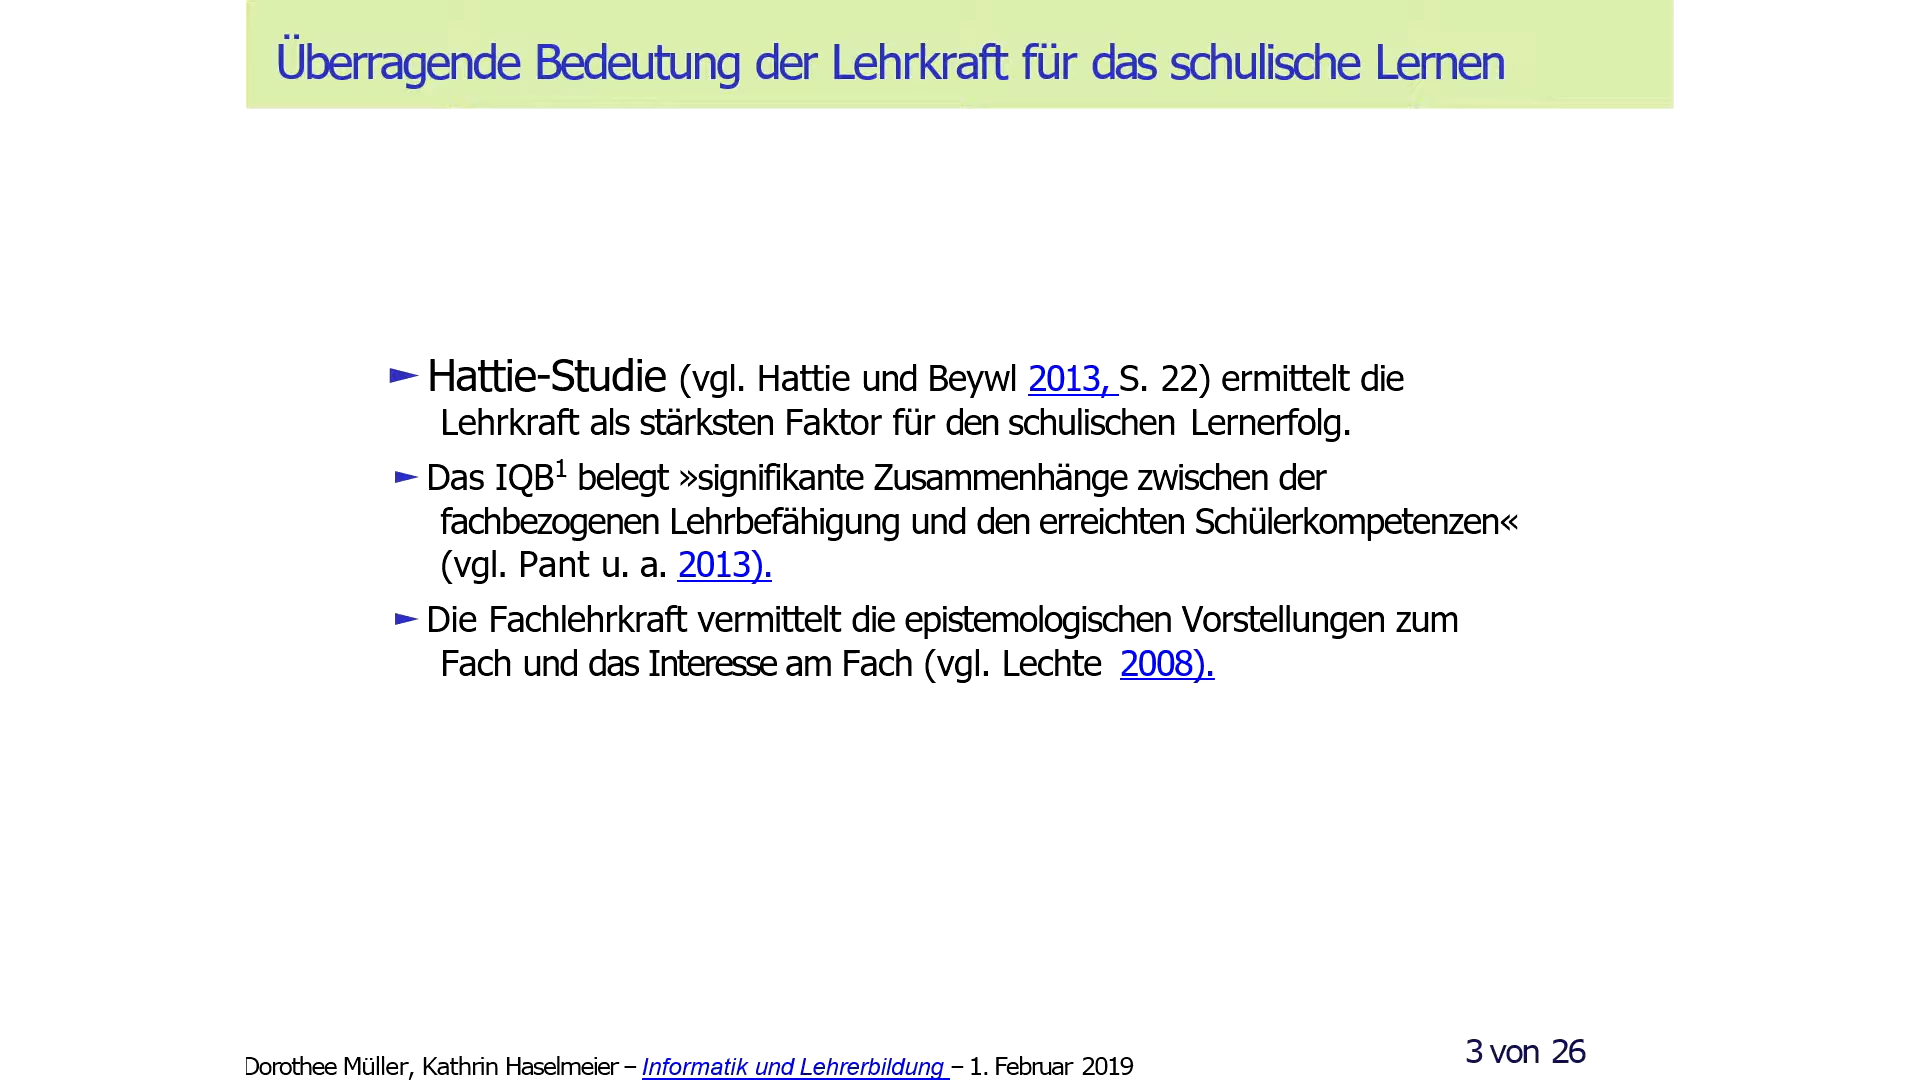 Überragende Bedeutung der Lehrkraft für das schulische Lernen
► Hattie-Studie (vgl. Hattie und Beywl 2013, S. 22) ermittelt die
Lehrkraft als stärksten Faktor für den schulischen Lernerfolg.
► Das IQB¹ belegt »signifikante Zusammenhänge zwischen der
fachbezogenen Lehrbefähigung und den erreichten Schülerkompetenzen«
(vgl. Pant u. a. 2013).
► Die Fachlehrkraft vermittelt die epistemologischen Vorstellungen zum
Fach und das Interesse am Fach (vgl. Lechte 2008).
Dorothee Müller, Kathrin Haselmeier – Informatik und Lehrerbildung – 1. Februar 2019
3 von 26